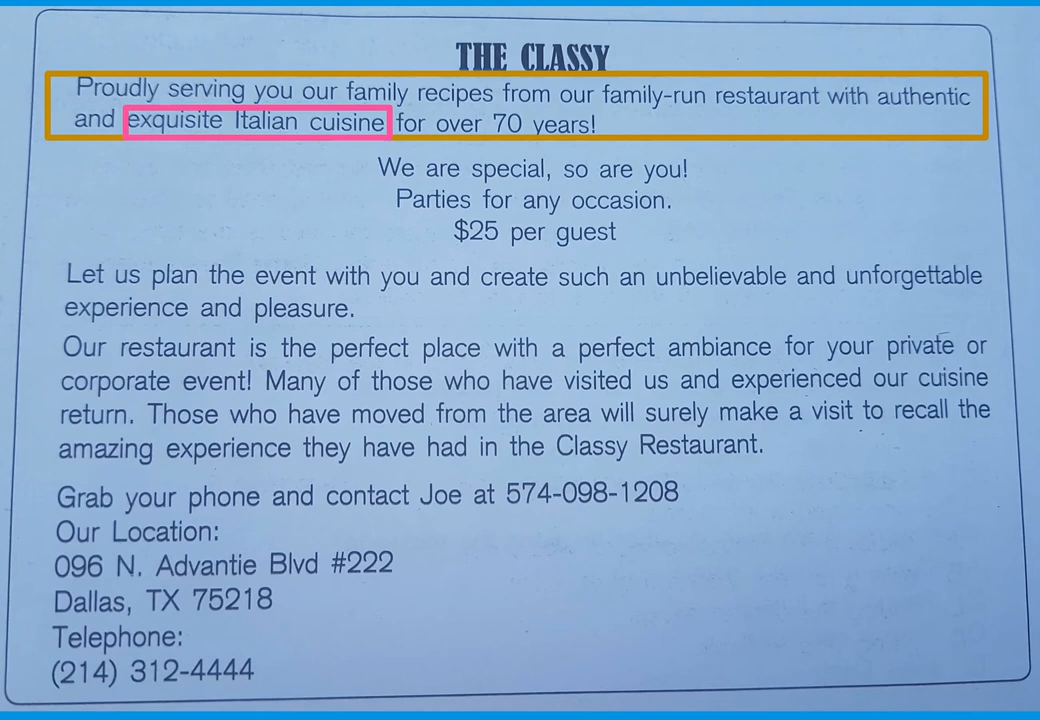 THE CLASSY
Proudly serving you our family recipes from our family-run restaurant with authentic
and exquisite Italian cuisine for over 70 years!
We are special, so are you!
Parties for any occasion.
$25 per guest
Let us plan the event with you and create such an unbelievable and unforgettable
experience and pleasure.
Our restaurant is the perfect place with a perfect ambiance for your private or
corporate event! Many of those who have visited us and experienced our cuisine
return. Those who have moved from the area will surely make a visit to recall the
amazing experience they have had in the Classy Restaurant.
Grab your phone and contact Joe at 574-098-1208
Our Location:
096 N. Advantie Blvd #222
Dallas, TX 75218
Telephone:
(214) 312-4444